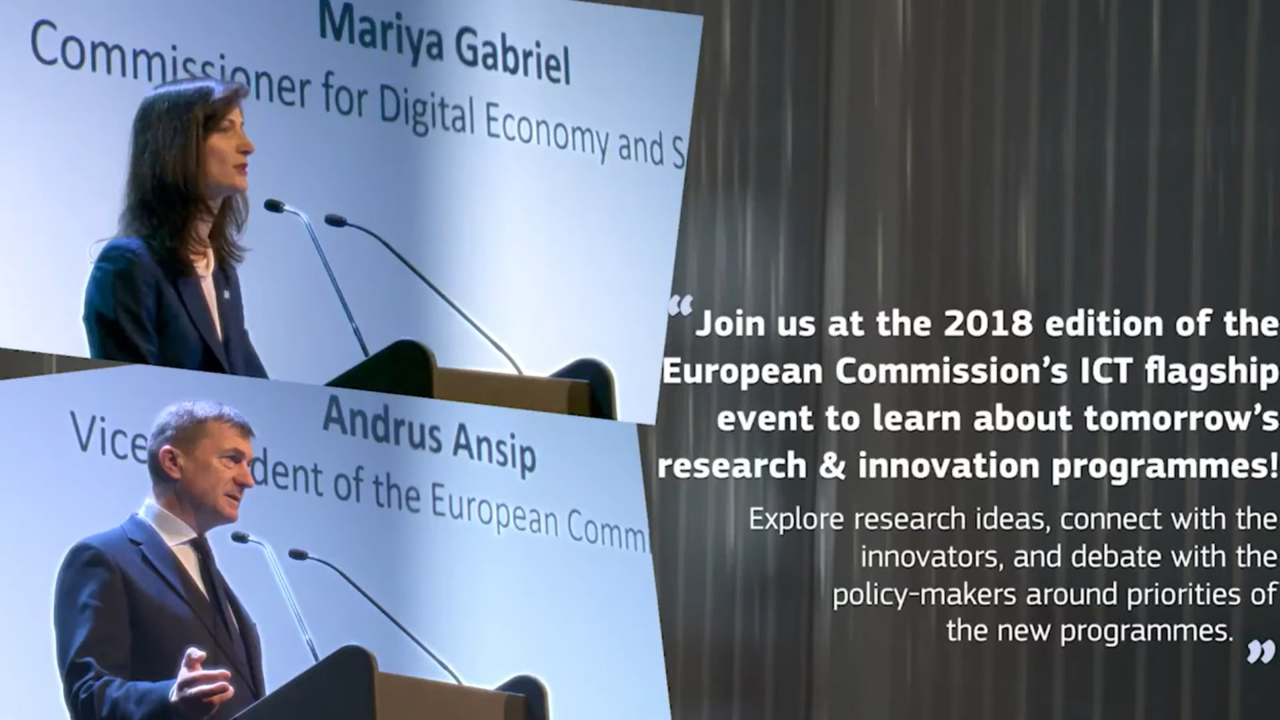 Mariya Gabriel
Commissioner for Digital Economy and S
Andrus Ansip
Vice dent of the European Comm
“Join us at the 2018 edition of the
European Commission’s ICT flagship
event to learn about tomorrow’s
research & innovation programmes!
Explore research ideas, connect with the
innovators, and debate with the
policy-makers around priorities of
the new programmes.
”